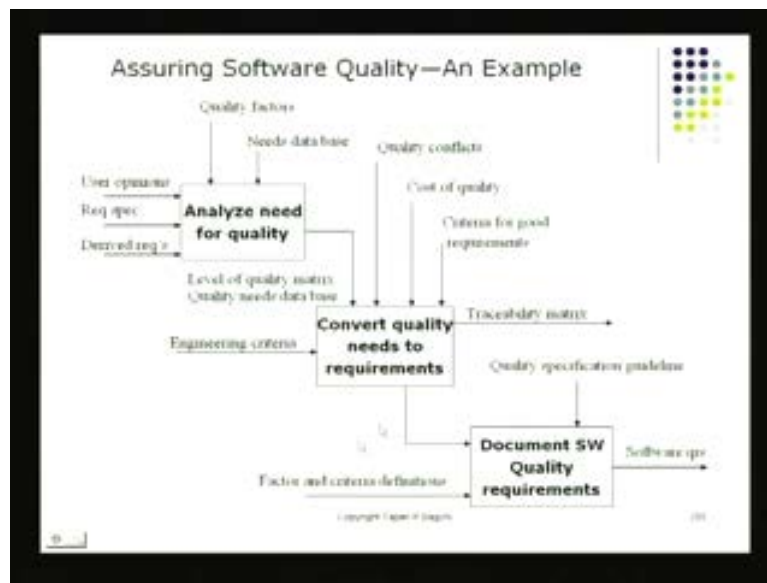 Assuring Software Quality—An Example
Quality factors
Needs data base
Quality conflicts
User opinions
Cost of quality
Req spec
Analyze need
for quality
Criteria for good
requirements
Derived req's
Level of quality matrix
Quality needs data base
Convert quality
needs to
requirements
Traceability matrix
Engineering criteria
Quality specification guideline
Document SW
Quality
requirements
Software
Factor and criteria definitions
Copyright